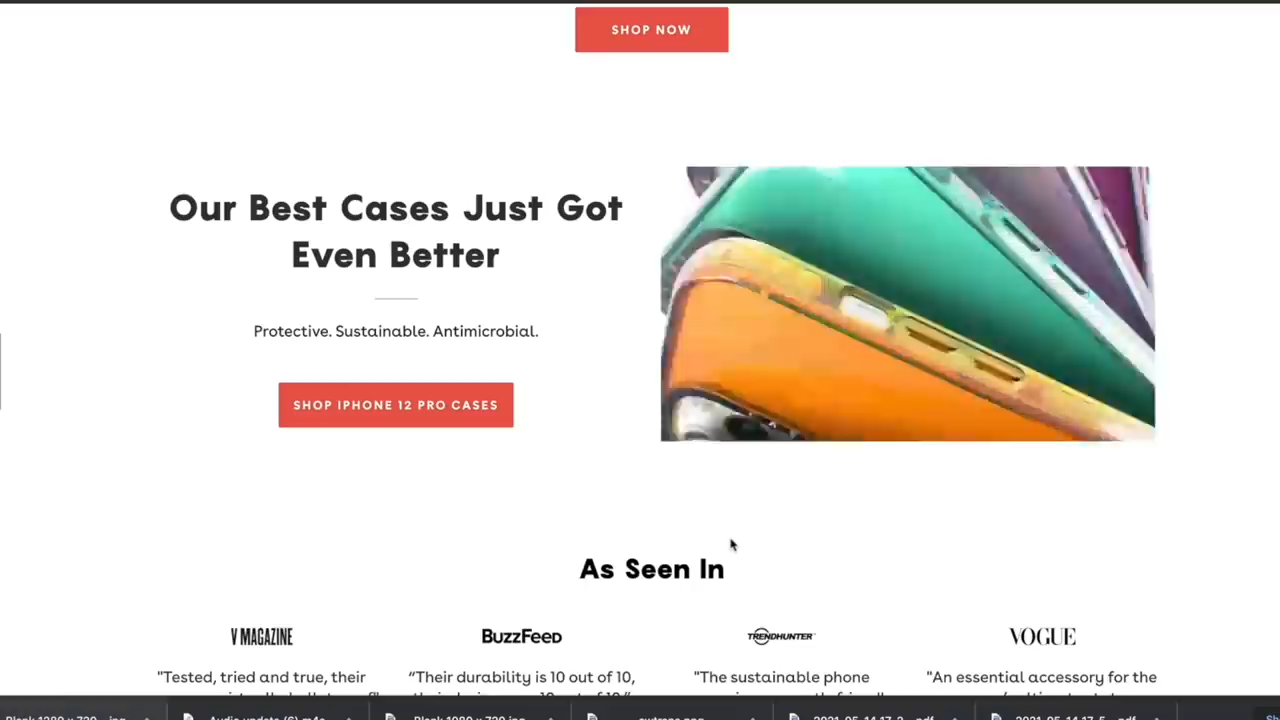 SHOP NOW
Our Best Cases Just Got
Even Better
Protective. Sustainable. Antimicrobial.
SHOP IPHONE 12 PRO CASES
As Seen In
V MAGAZINE
BuzzFeed
TRENDHUNTER
VOGUE
"Tested, tried and true, their
“Their durability is 10 out of 10,
"The sustainable phone
"An essential accessory for the